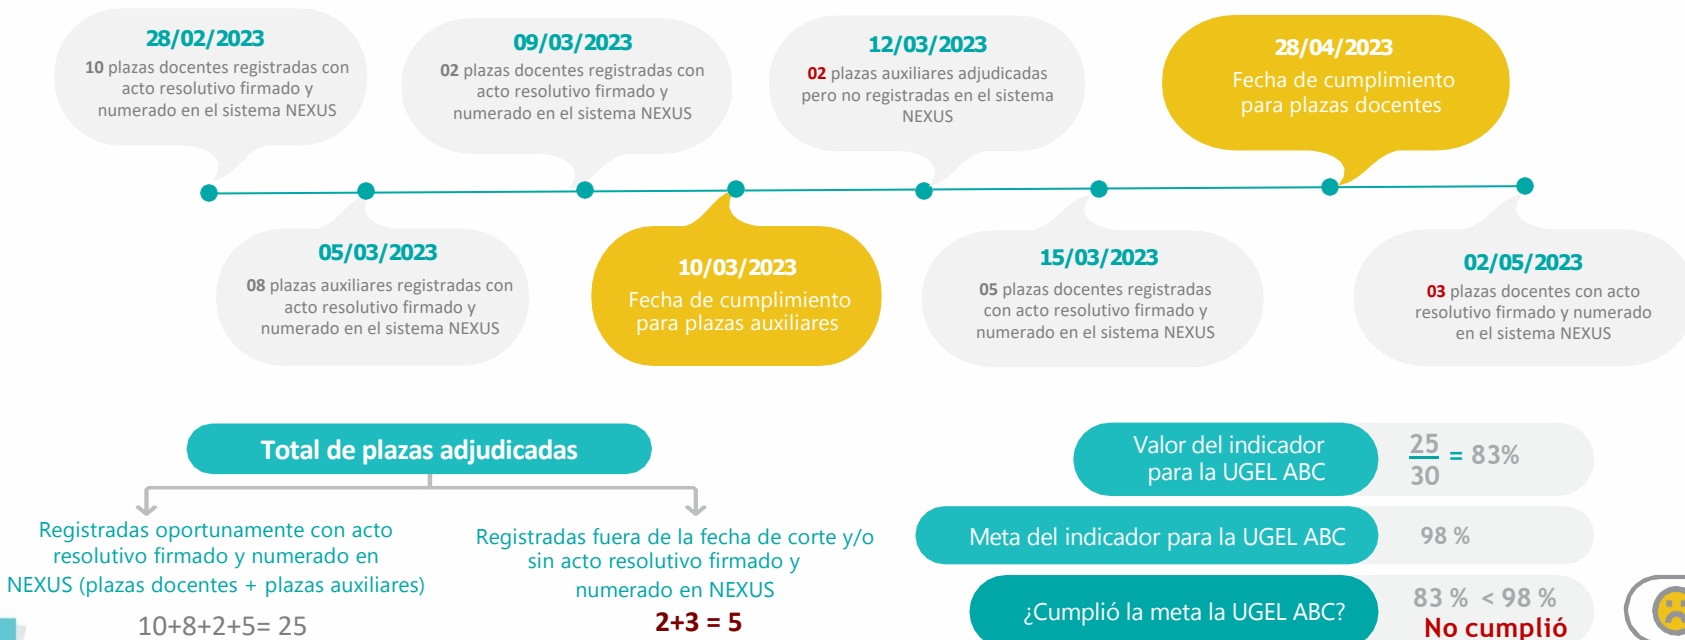 28/02/2023
10 plazas docentes registradas con
acto resolutivo firmado y
numerado en el sistema NEXUS
09/03/2023
02 plazas docentes registradas con
acto resolutivo firmado y
numerado en el sistema NEXUS
12/03/2023
02 plazas auxiliares adjudicadas
pero no registradas en el sistema
NEXUS
28/04/2023
Fecha de cumplimiento
para plazas docentes
05/03/2023
08 plazas auxiliares registradas con
acto resolutivo firmado y
numerado en el sistema NEXUS
10/03/2023
Fecha de cumplimiento
para plazas auxiliares
15/03/2023
05 plazas docentes registradas
con acto resolutivo firmado y
numerado en el sistema NEXUS
02/05/2023
03 plazas docentes con acto
resolutivo firmado y numerado
en el sistema NEXUS
Total de plazas adjudicadas
Registradas oportunamente con acto
resolutivo firmado y numerado en
NEXUS (plazas docentes + plazas auxiliares)
10+8+2+5= 25
Registradas fuera de la fecha de corte y/o
sin acto resolutivo firmado y
numerado en NEXUS
2+3 = 5
Valor del indicador
para la UGEL ABC
25
30
= 83%
Meta del indicador para la UGEL ABC
98 %
¿Cumplió la meta la UGEL ABC?
83 % < 98 %
No cumplió